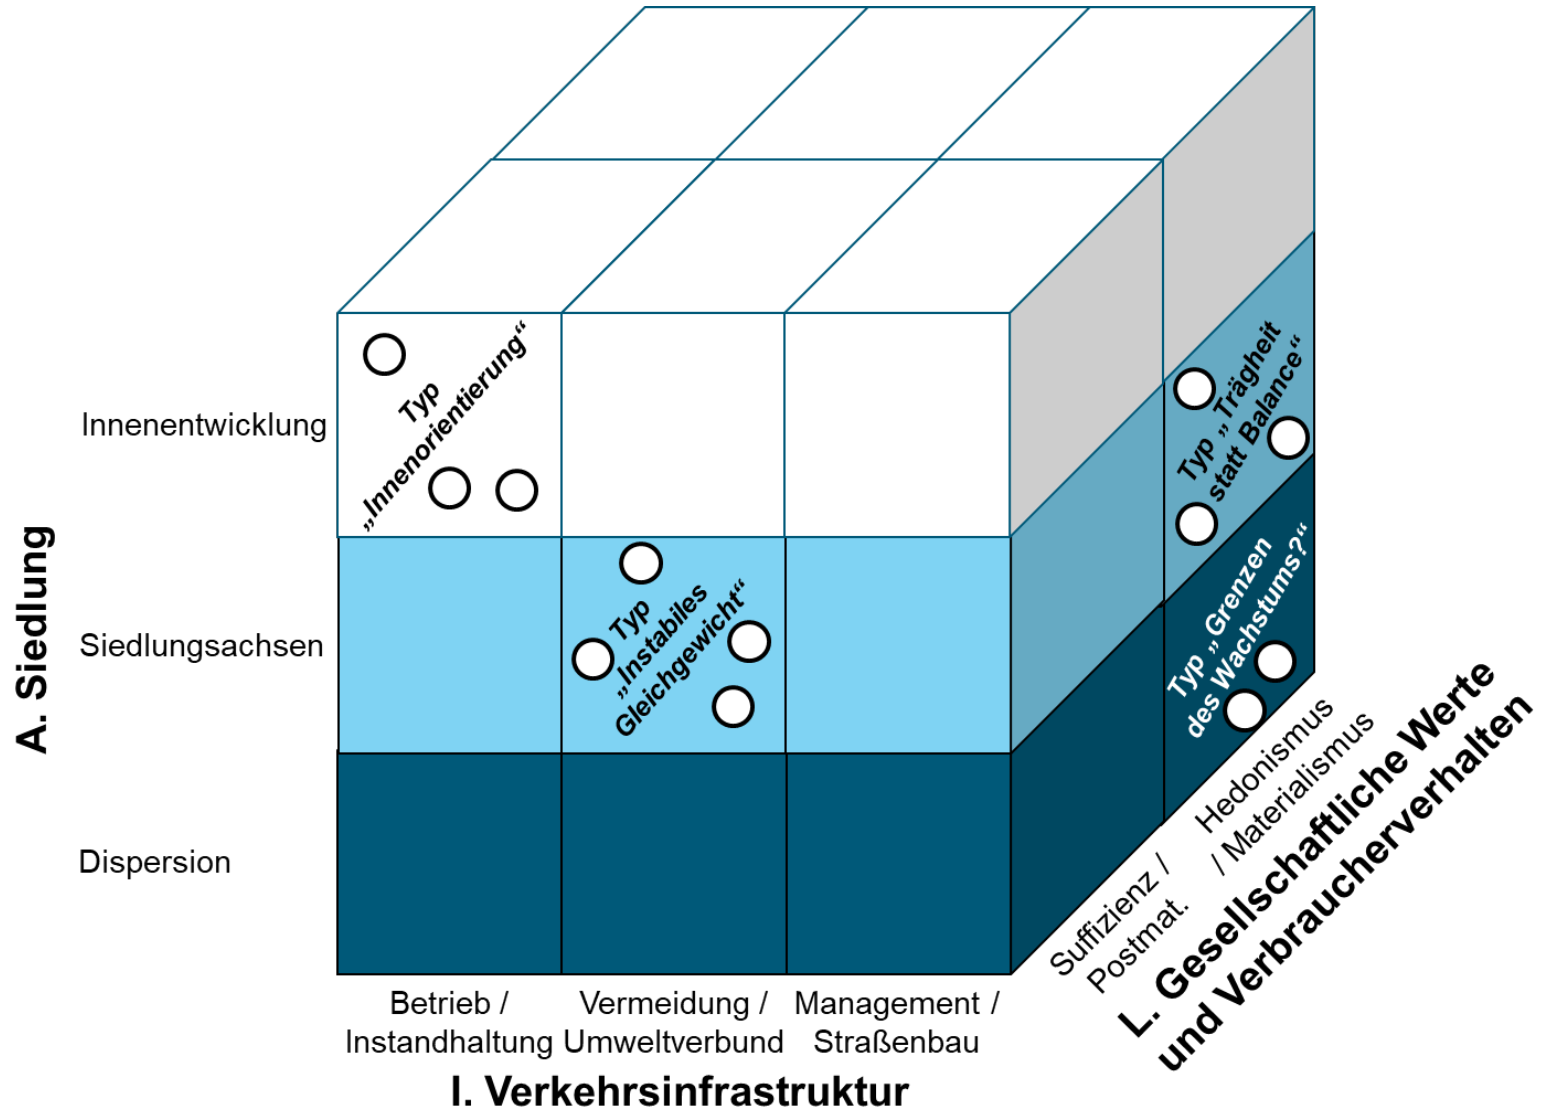 A. Siedlung
Innenentwicklung
Siedlungsachsen
Dispersion
Typ
„Innenorientierung“
Typ
„Instabiles
Gleichgewicht“
Typ „Trägheit
statt Balance“
Typ „Grenzen
des Wachstums?“
Betrieb /
Instandhaltung
Vermeidung /
Umweltverbund
Management /
Straßenbau
I. Verkehrsinfrastruktur
Suffizienz /
Postmat.
Hedonismus
/ Materialismus
L. Gesellschaftliche Werte
und Verbraucherverhalten